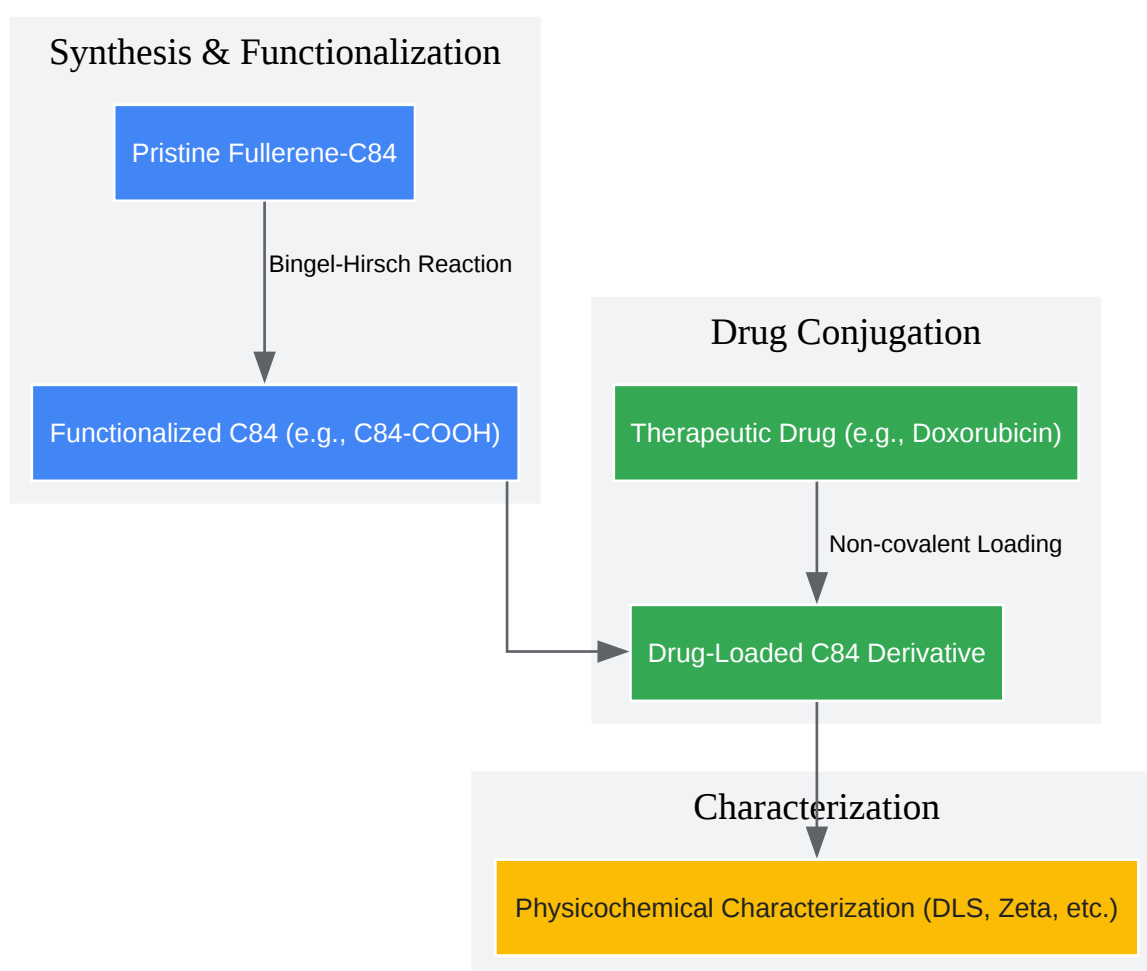 Synthesis & Functionalization
Pristine Fullerene-C84
Bingel-Hirsch Reaction
Functionalized C84 (e.g., C84-COOH)
Drug Conjugation
Therapeutic Drug (e.g., Doxorubicin)
Non-covalent Loading
Drug-Loaded C84 Derivative
Characterization
Physicochemical Characterization (DLS, Zeta, etc.)